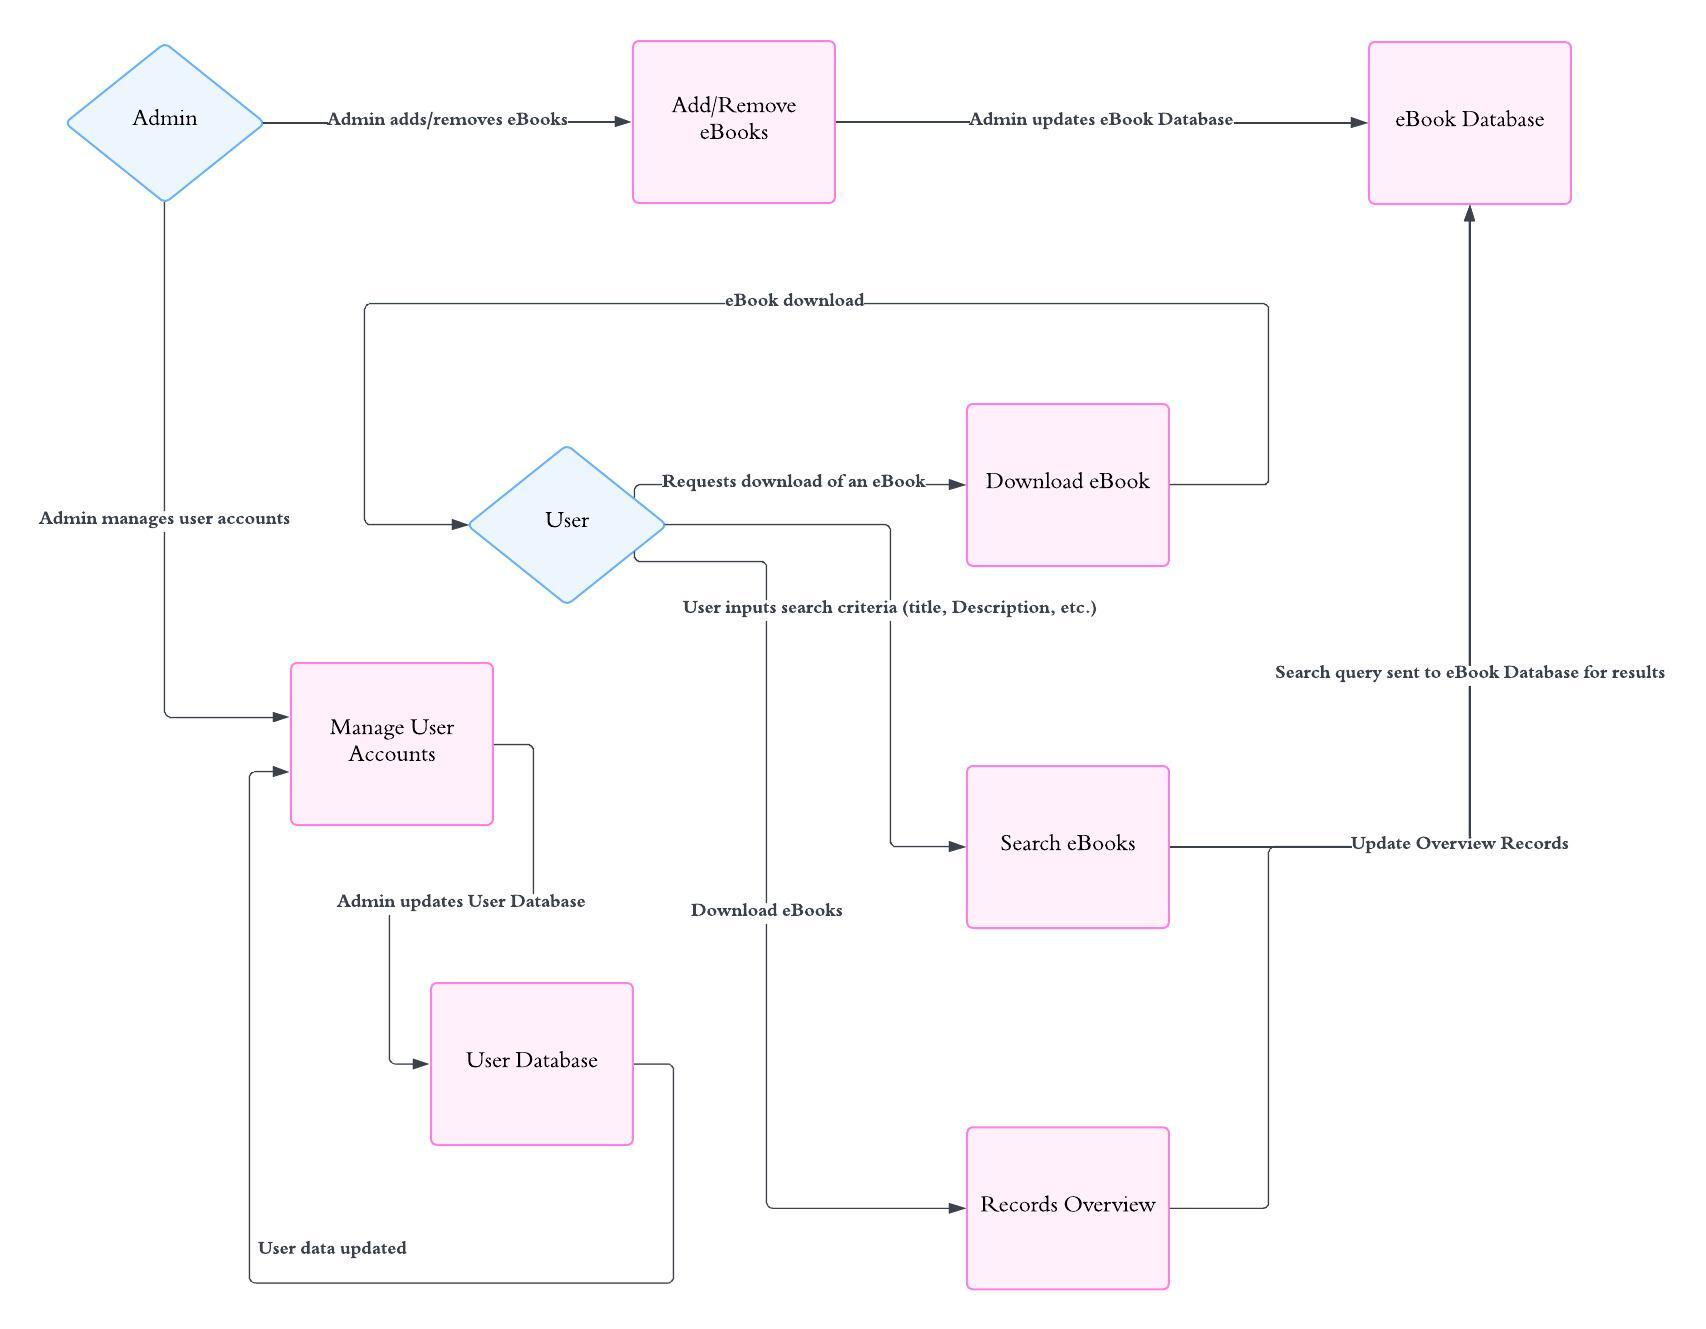 Admin
Admin adds/removes eBooks
Add/Remove
eBooks
Admin updates eBook Database
eBook Database
eBook download
Requests download of an eBook
Download eBook
User
Admin manages user accounts
User inputs search criteria (title, Description, etc.)
Search query sent to eBook Database for results
Manage User
Accounts
Search eBooks
Update Overview Records
Admin updates User Database
Download eBooks
User Database
Records Overview
User data updated